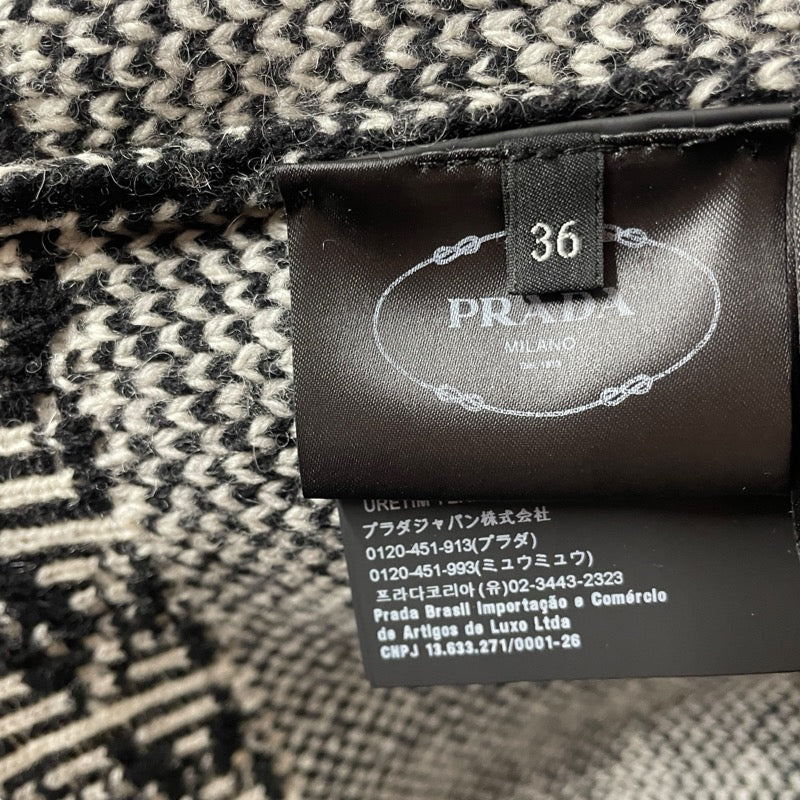 36
PRADA
MILANO
プラダジャパン株式会社
0120-451-913(プラダ)
0120-451-993(ミュウミュウ)
프라다코리아(유)02-3443-2323
Prada Brasil Importação e Comércio
de Artigos de Luxo Ltda
CNPJ 13.633.271/0001-26